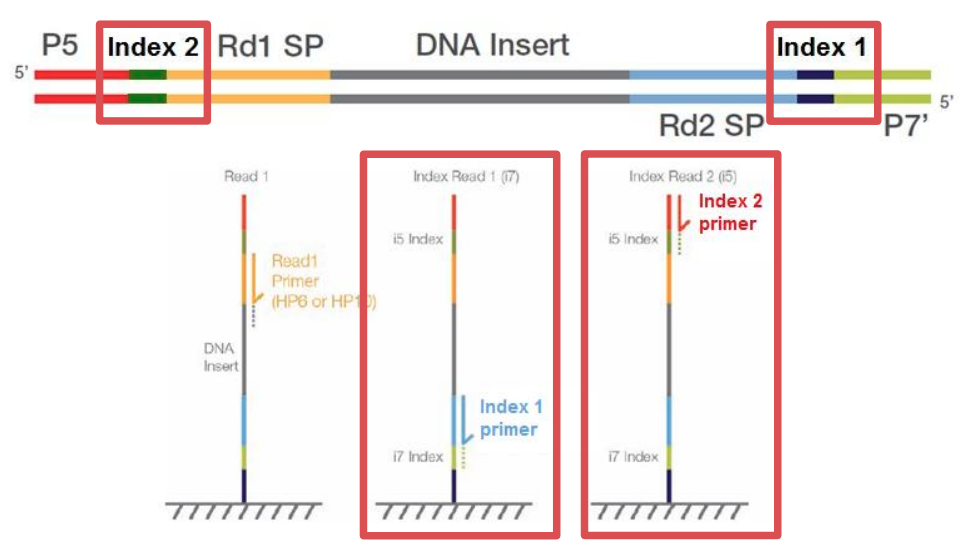 P5 Index 2 Rd1 SP DNA Insert Index 1
5'
5'
Rd2 SP P7'
Read 1
Read1
Primer
(HP6 or HP10)
DNA
Insert
Index Read 1 (i7)
i5 Index
Index 1
primer
i7 Index
Index Read 2 (i5)
Index 2
primer
i5 Index
i7 Index